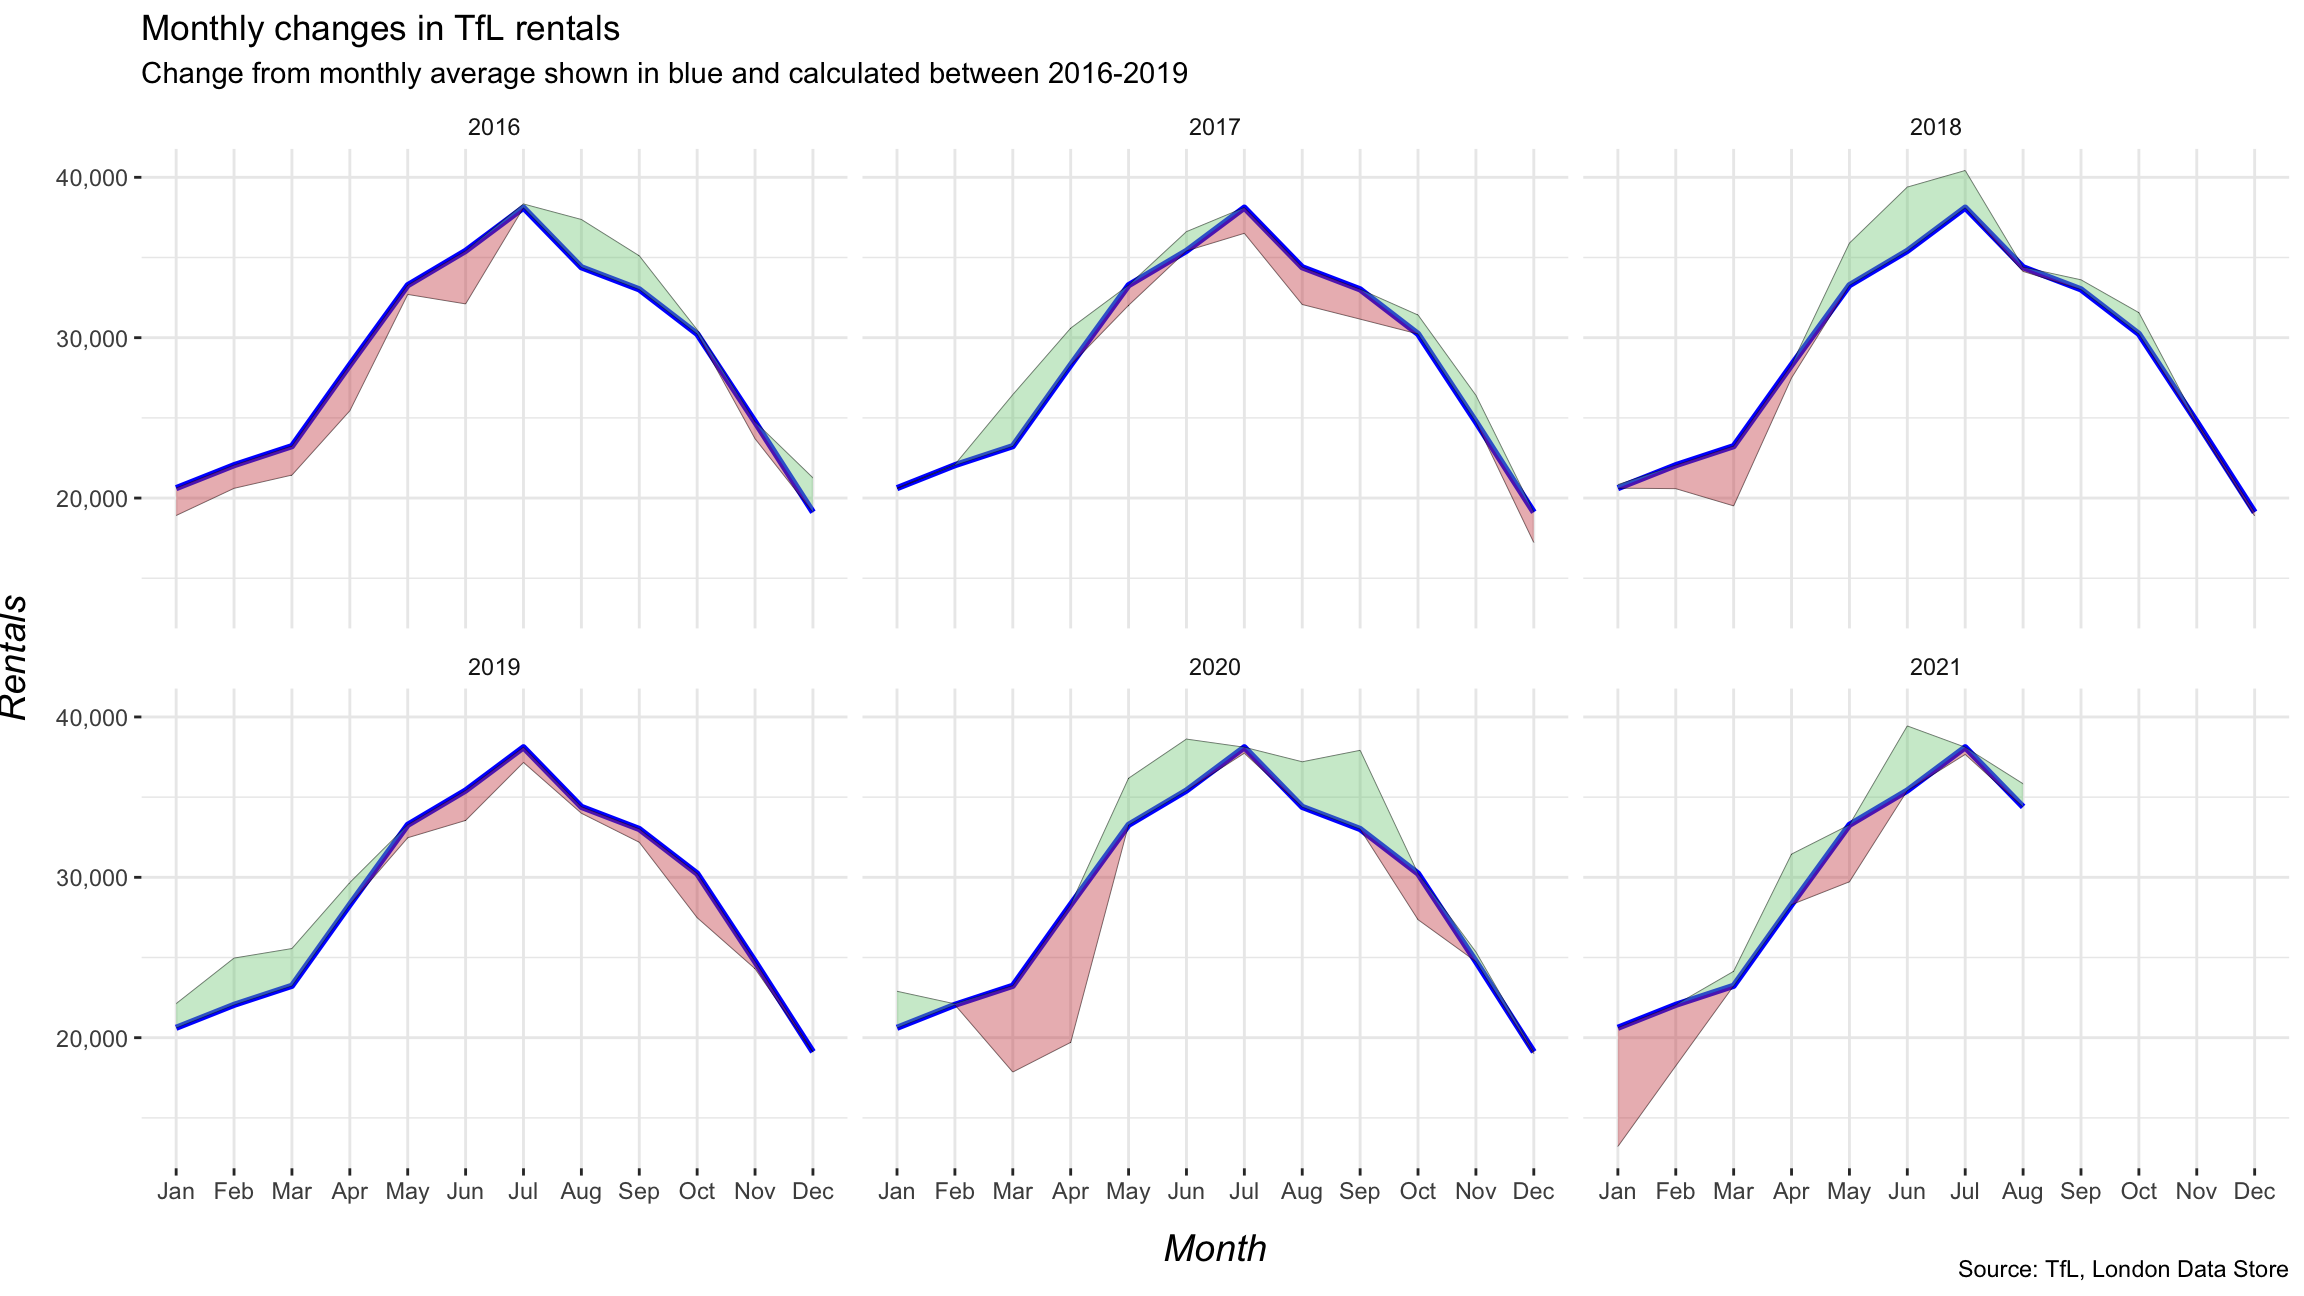 Monthly changes in TfL rentals
Change from monthly average shown in blue and calculated between 2016-2019
2016 2017 2018
40,000
30,000
20,000
Rentals
2019 2020 2021
40,000
30,000
20,000
Jan Feb Mar Apr May Jun Jul Aug Sep Oct Nov Dec Jan Feb Mar Apr May Jun Jul Aug Sep Oct Nov Dec Jan Feb Mar Apr May Jun Jul Aug Sep Oct Nov Dec
Month
Source: TfL, London Data Store